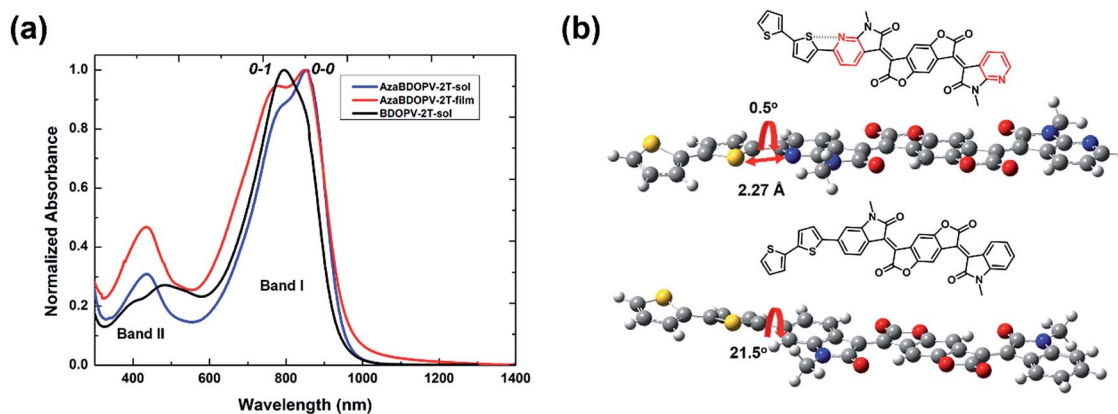 (a)
(b)
1.0
0.8
0.6
0.4
0.2
0.0
Normalized Absorbance
0-1
0-0
AzaBDOPV-2T-sol
AzaBDOPV-2T-film
BDOPV-2T-sol
Band I
Band II
400
600
800
1000
1200
1400
Wavelength (nm)
S
S
N
N
O
O
O
O
O
O
N
N
0.5°
2.27 Å
S
S
N
O
O
O
O
O
O
N
21.5°